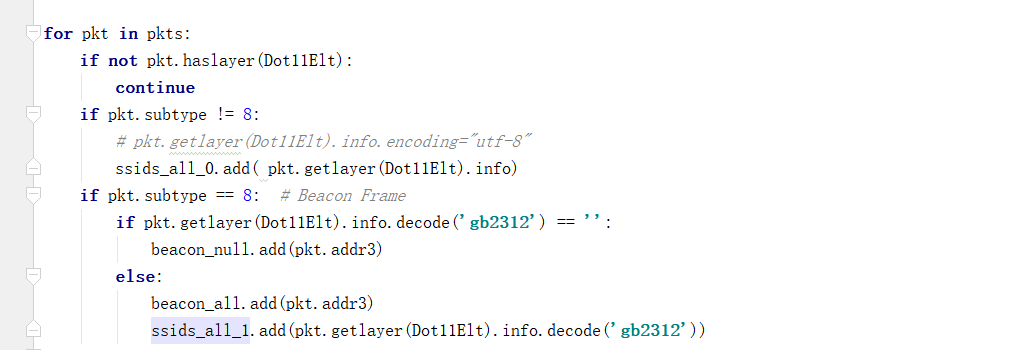 for pkt in pkts:
    if not pkt.haslayer(Dot11Elt):
        continue
    if pkt.subtype != 8:
        # pkt.getlayer(Dot11Elt).info.encoding="utf-8"
        ssids_all_0.add( pkt.getlayer(Dot11Elt).info)
    if pkt.subtype == 8:  # Beacon Frame
        if pkt.getlayer(Dot11Elt).info.decode('gb2312') == '':
            beacon_null.add(pkt.addr3)
        else:
            beacon_all.add(pkt.addr3)
            ssids_all_1.add(pkt.getlayer(Dot11Elt).info.decode('gb2312'))